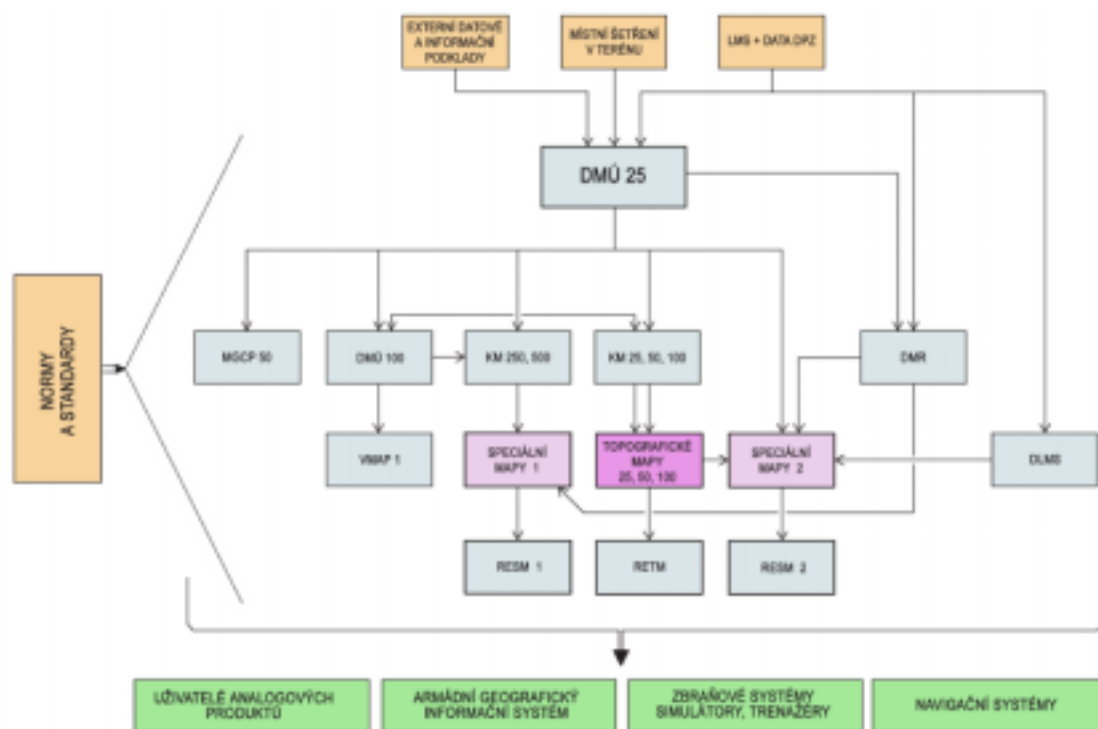 EXTERNÍ DATOVÉ
A INFORMAČNÍ
PODKLADY
MÍSTNÍ ŠETŘENÍ
V TERÉNU
LMS + DATA DPZ
DMÚ 25
NORMY
A STANDARDY
MGCP 50
DMÚ 100
KM 250, 500
KM 25, 50, 100
DMR
VMAP 1
SPECIÁLNÍ
MAPY 1
TOPOGRAFICKÉ
MAPY
25, 50, 100
SPECIÁLNÍ
MAPY 2
DLMS
RESM 1
RETM
RESM 2
UŽIVATELÉ ANALOGOVÝCH
PRODUKTŮ
ARMÁDNÍ GEOGRAFICKÝ
INFORMAČNÍ SYSTÉM
ZBRAŇOVÉ SYSTÉMY
SIMULÁTORY, TRENAŽÉRY
NAVIGAČNÍ SYSTÉMY